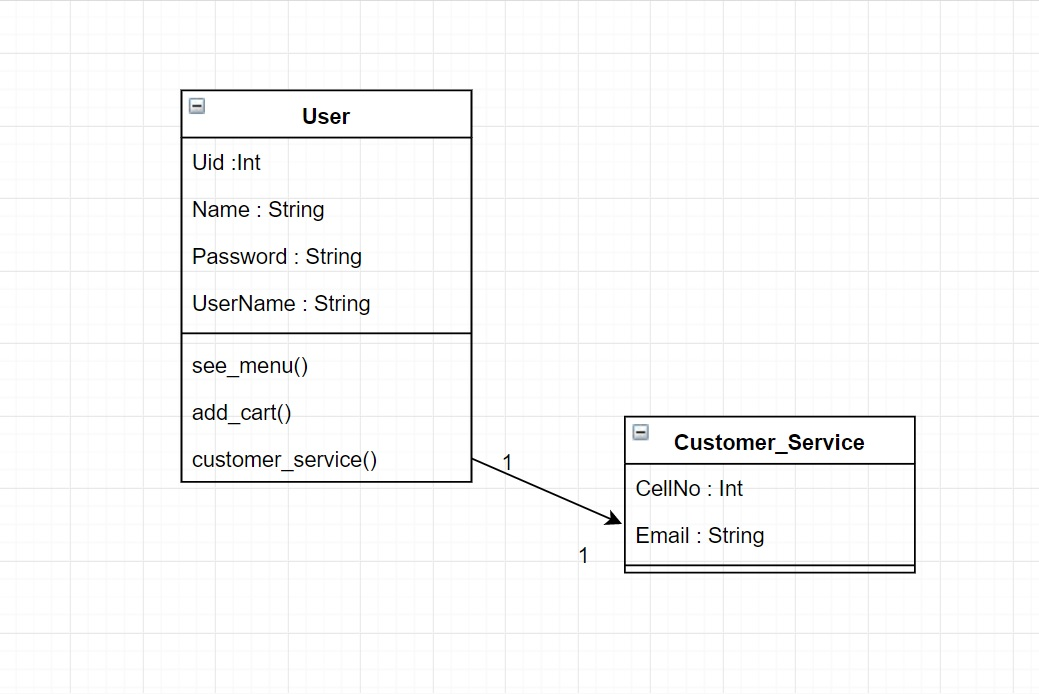 User
Uid :Int
Name : String
Password : String
UserName : String
see_menu()
add_cart()
customer_service()
1
1
Customer_Service
CellNo : Int
Email : String